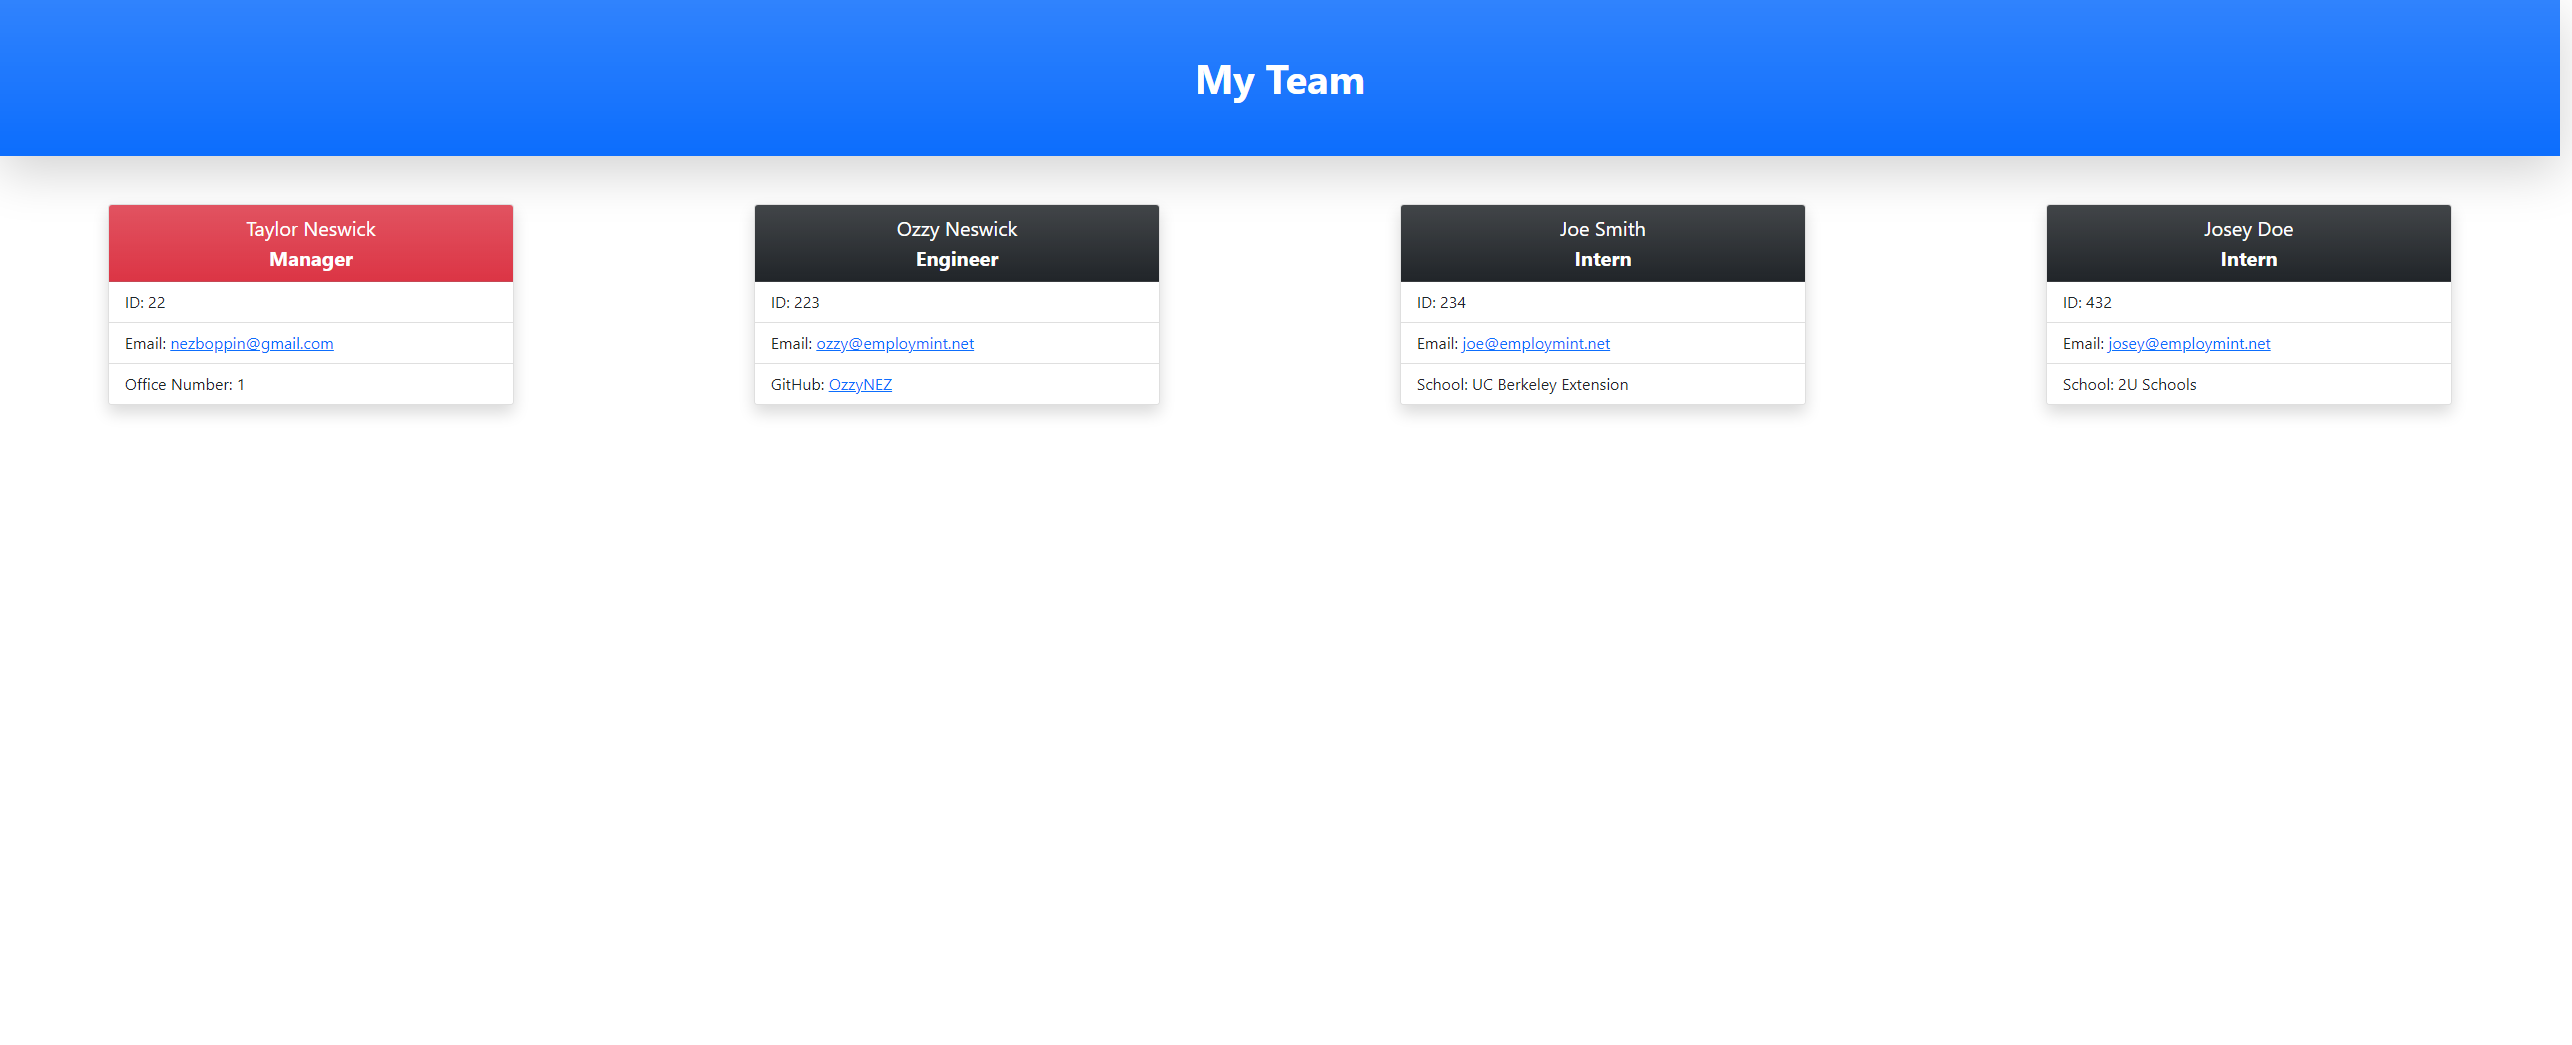 My Team
Taylor Neswick
Manager
ID: 22
Email: nezboppin@gmail.com
Office Number: 1
Ozzy Neswick
Engineer
ID: 223
Email: ozzy@employmint.net
GitHub: OzzyNEZ
Joe Smith
Intern
ID: 234
Email: joe@employmint.net
School: UC Berkeley Extension
Josey Doe
Intern
ID: 432
Email: josey@employmint.net
School: 2U Schools